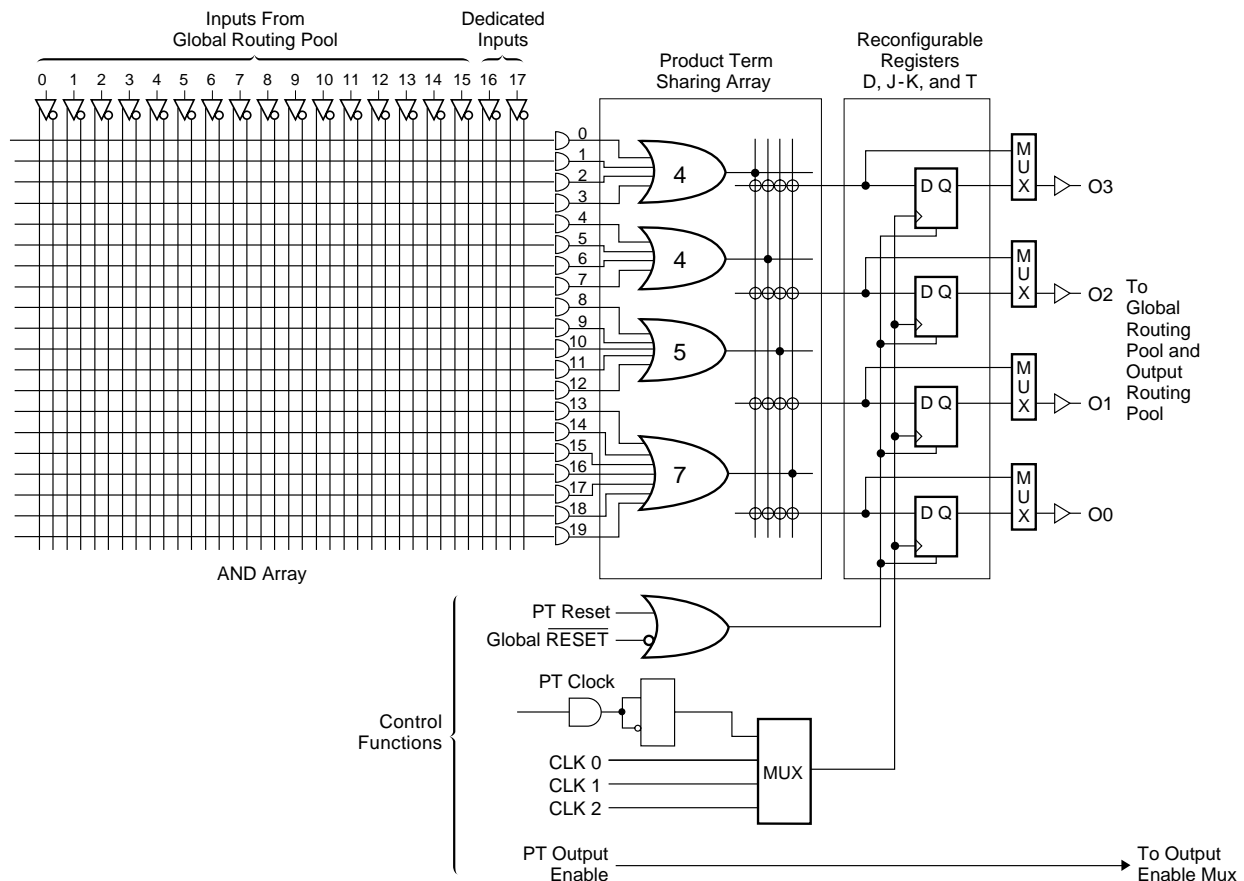 Inputs From
Global Routing Pool
Dedicated
Inputs
0 1 2 3 4 5 6 7 8 9 10 11 12 13 14 15 16 17
Product Term
Sharing Array
Reconfigurable
Registers
D, J-K, and T
0
1
2
3
4
5
6
7
8
9
10
11
12
13
14
15
16
17
18
19
4
4
5
7
AND Array
D Q
D Q
D Q
D Q
MUX
MUX
MUX
MUX
O3
O2
O1
O0
To
Global
Routing
Pool and
Output
Routing
Pool
Control
Functions
PT Reset
Global RESET
PT Clock
CLK 0
CLK 1
CLK 2
MUX
PT Output
Enable
To Output
Enable Mux